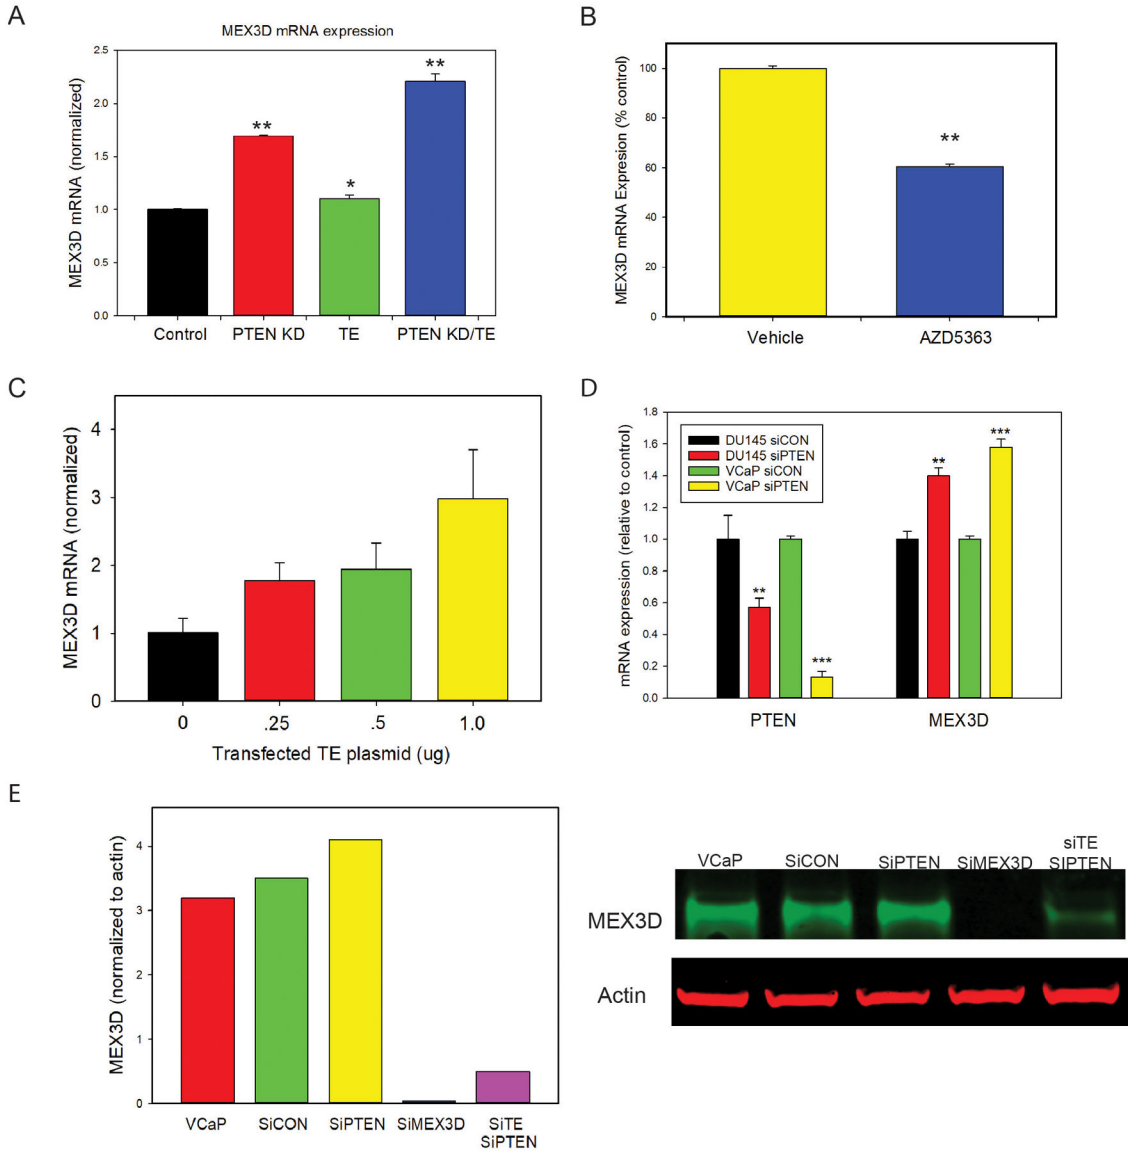 A
MEX3D mRNA expression
MEX3D mRNA (normalized)
2.5
2.0
1.5
1.0
0.5
0.0
**
**
*
Control PTEN KD TE PTEN KD/TE
B
MEX3D mRNA Expresion (% control)
100
80
60
40
20
0
**
Vehicle AZD5363
C
MEX3D mRNA (normalized)
4
3
2
1
0
0 .25 .5 1.0
Transfected TE plasmid (ug)
D
mRNA expression (relative to control)
1.8
1.6
1.4
1.2
1.0
0.8
0.6
0.4
0.2
0.0
DU145 siCON
DU145 siPTEN
VCaP siCON
VCaP siPTEN
**
***
**
***
PTEN MEX3D
E
MEX3D (normalized to actin)
4
3
2
1
0
VCaP SiCON SiPTEN SiMEX3D SiTE
SiPTEN
siTE
VCaP SiCON SiPTEN SiMEX3D SIPTEN
MEX3D
Actin